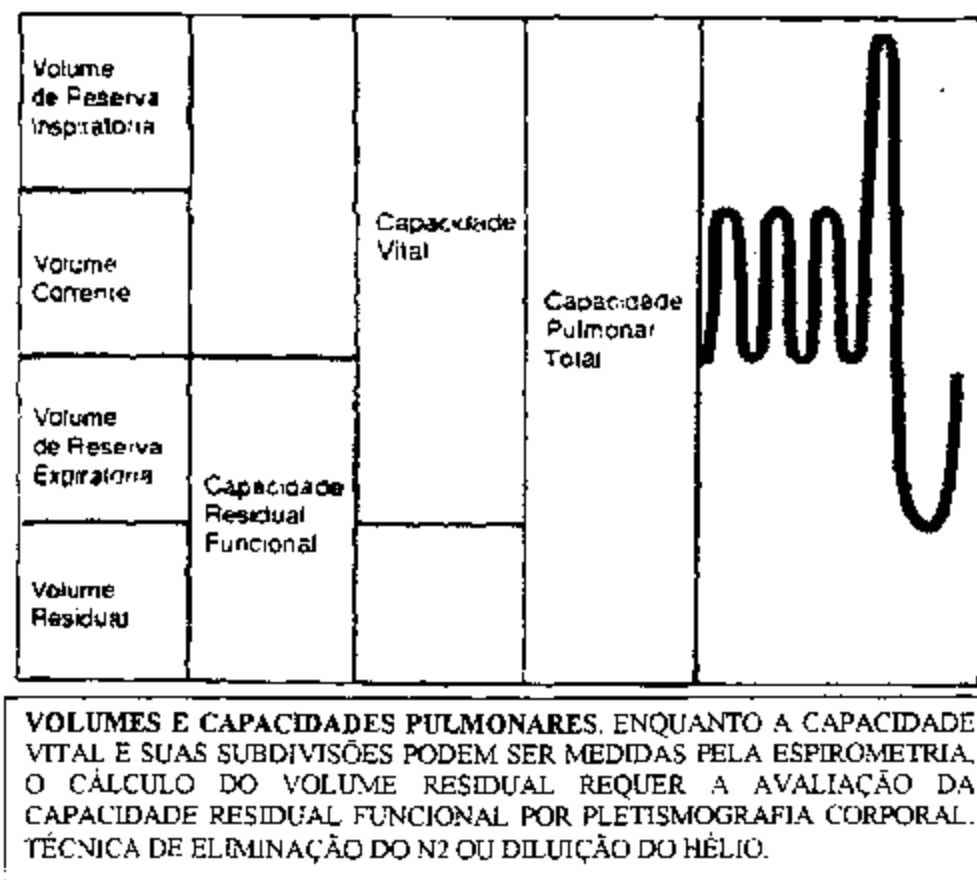 Volume
de Reserva
Inspiratoria
Volume
Corrente
Volume
de Reserva
Expiratoria
Volume
Residual
Capacidade
Residual
Funcional
Capacidade
Vital
Capacidade
Pulmonar
Total
VOLUMES E CAPACIDADES PULMONARES. ENQUANTO A CAPACIDADE
VITAL E SUAS SUBDIVISÕES PODEM SER MEDIDAS PELA ESPIROMETRIA,
O CÁLCULO DO VOLUME RESIDUAL REQUER A AVALIAÇÃO DA
CAPACIDADE RESIDUAL FUNCIONAL POR PLETISMOGRAFIA CORPORAL.
TÉCNICA DE ELIMINAÇÃO DO N2 OU DILUIÇÃO DO HÉLIO.